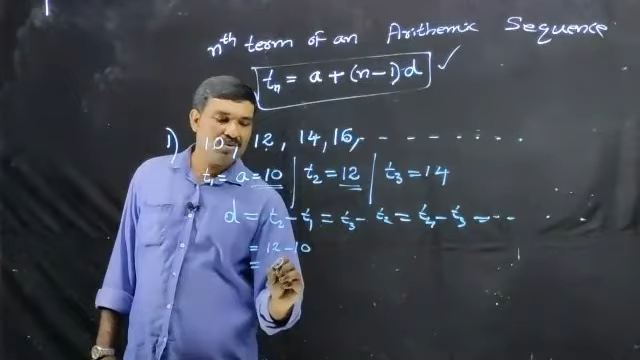 nth term of an Arithemic Sequence
tn = a + (n-1)d ✓
1) 10, 12, 14, 16, - - - - - - - .
t1 = a = 10 | t2 = 12 | t3 = 14
d = t2 - t1 = t3 - t2 = t4 - t3 = - - . .
= 12 - 10
=